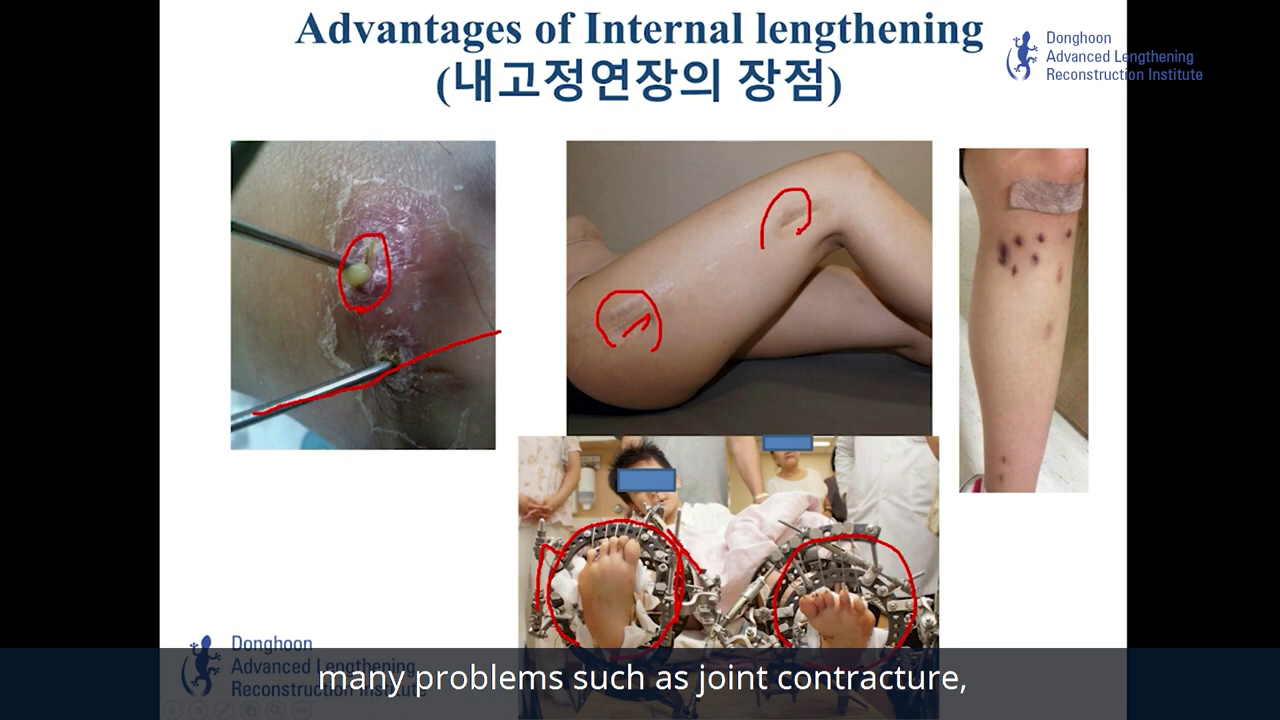 Advantages of Internal lengthening
(내고정연장의 장점)
Donghoon
Advanced Lengthening
Reconstruction Institute
Donghoon
Advanced Lengthening
Reconstruction Institute
many problems such as joint contracture,